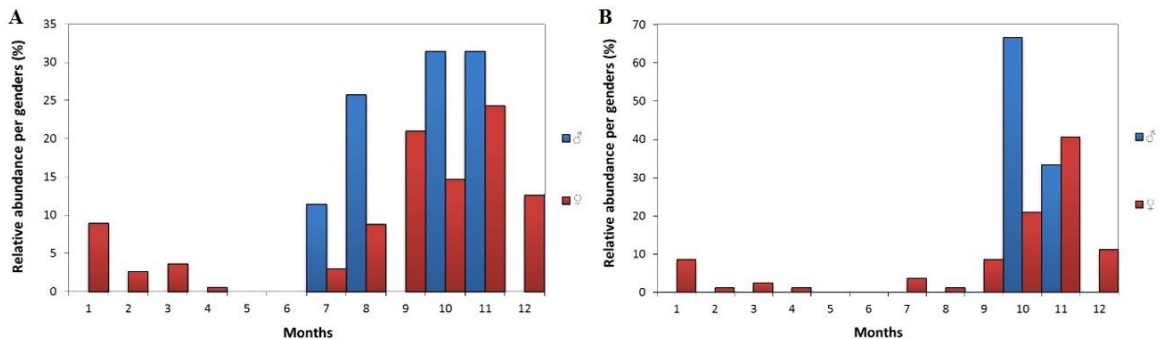 A
Relative abundance per genders (%)
35
30
25
20
15
10
5
0
1 2 3 4 5 6 7 8 9 10 11 12
Months
♂
♀
B
Relative abundance per genders (%)
70
60
50
40
30
20
10
0
1 2 3 4 5 6 7 8 9 10 11 12
Months
♂
♀